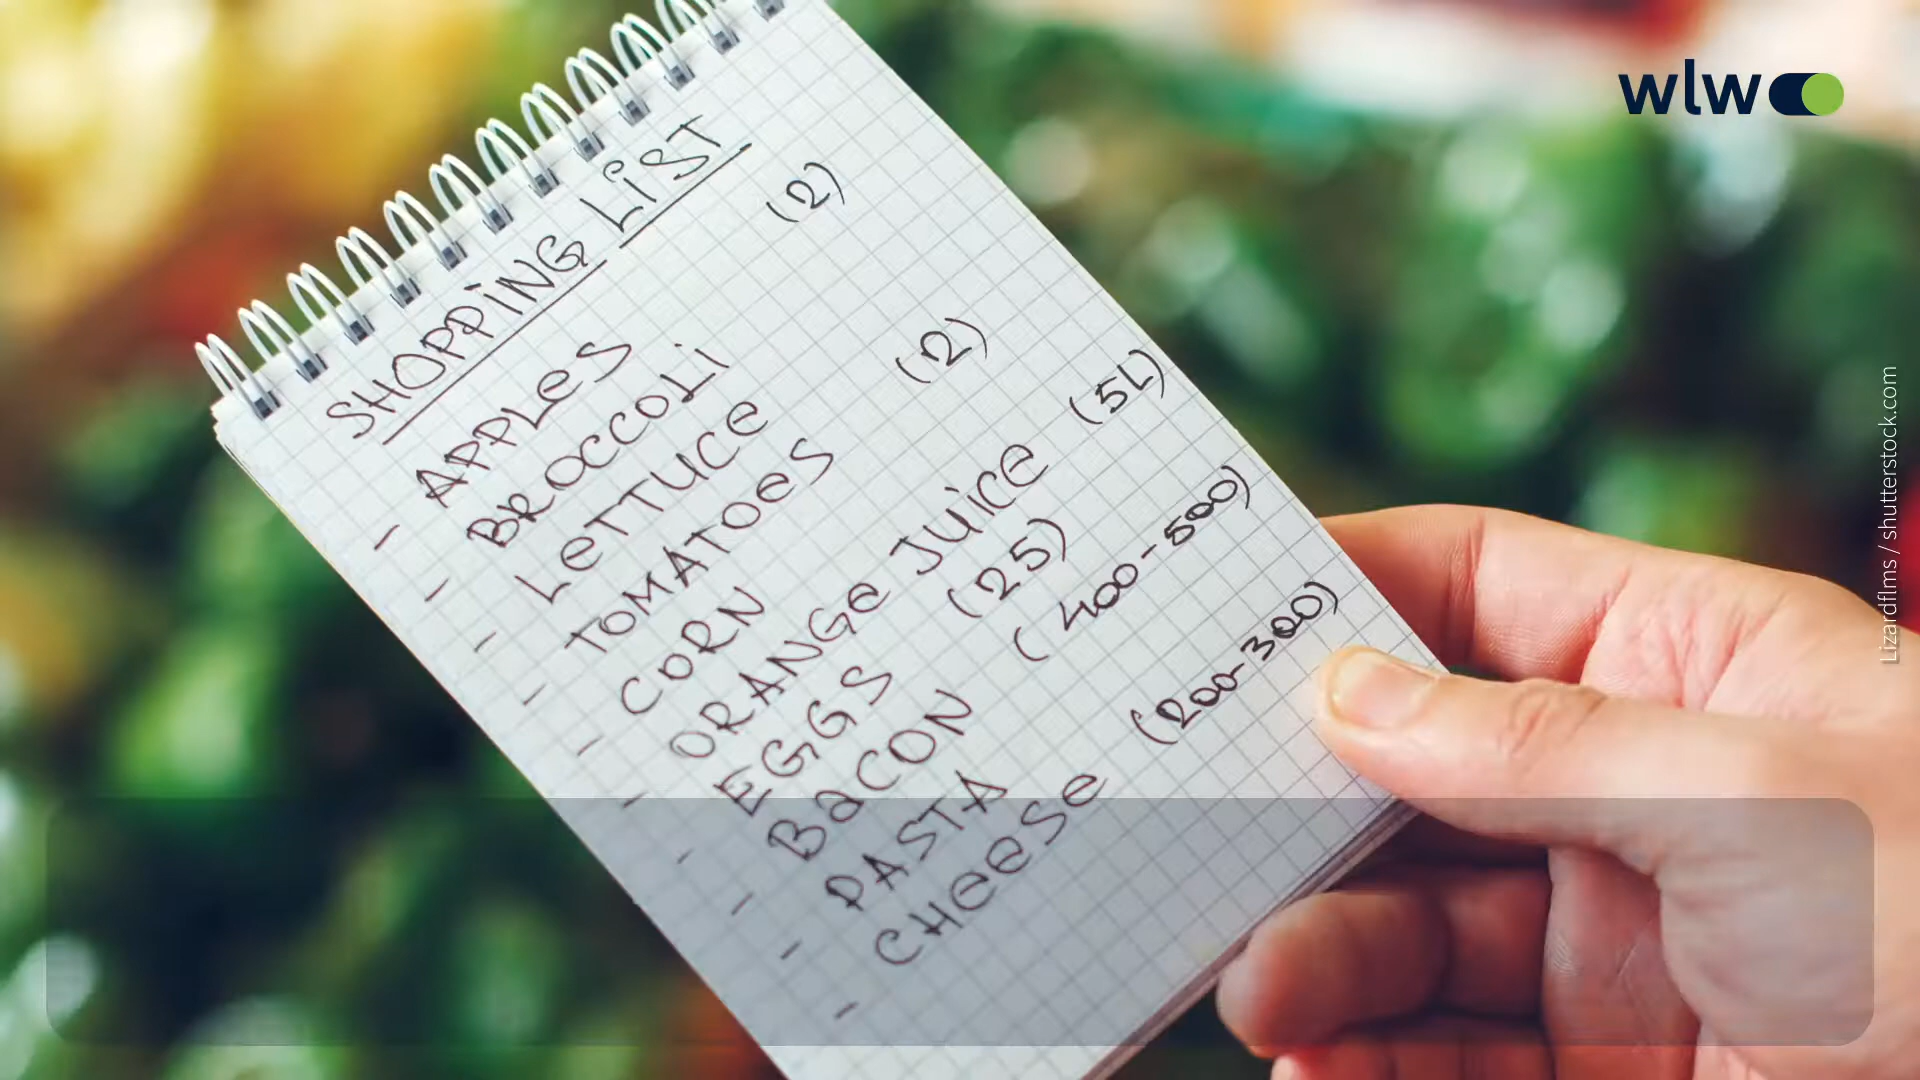 wlw
SHOPPING LIST
- APPLES (2)
- BROCCOLI
- LETTUCE
- TOMATOES (2)
- CORN
- ORANGE JUICE (5L)
- EGGS (25)
- BACON (400-500)
- PASTA
- CHEESE (200-300)
Lizardflms / shutterstock.com